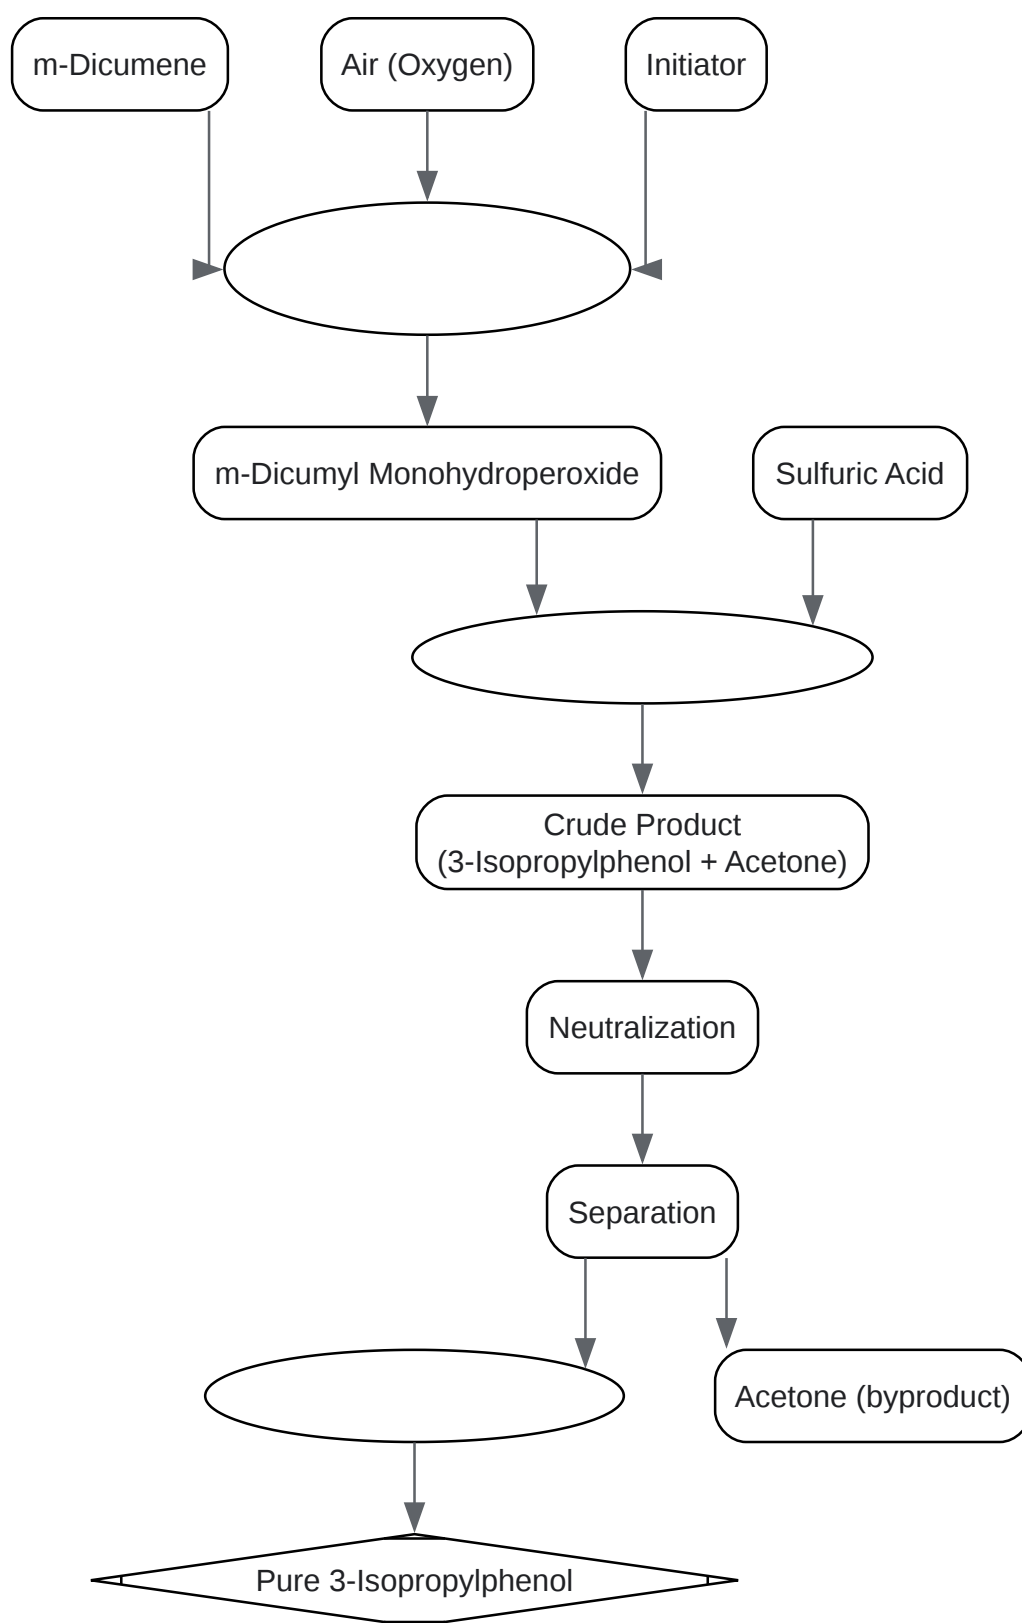 m-Dicumene
Air (Oxygen)
Initiator
m-Dicumyl Monohydroperoxide
Sulfuric Acid
Crude Product
(3-Isopropylphenol + Acetone)
Neutralization
Separation
Acetone (byproduct)
Pure 3-Isopropylphenol